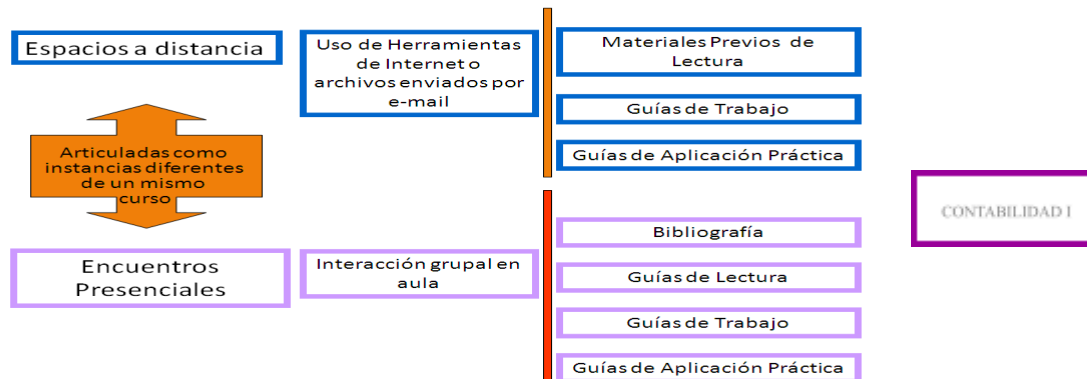 Espacios a distancia
Uso de Herramientas
de Internet o
archivos enviados por
e-mail
Materiales Previos de
Lectura
Guías de Trabajo
Guías de Aplicación Práctica
Articuladas como
instancias diferentes
de un mismo
curso
CONTABILIDAD I
Encuentros
Presenciales
Interacción grupal en
aula
Bibliografía
Guías de Lectura
Guías de Trabajo
Guías de Aplicación Práctica